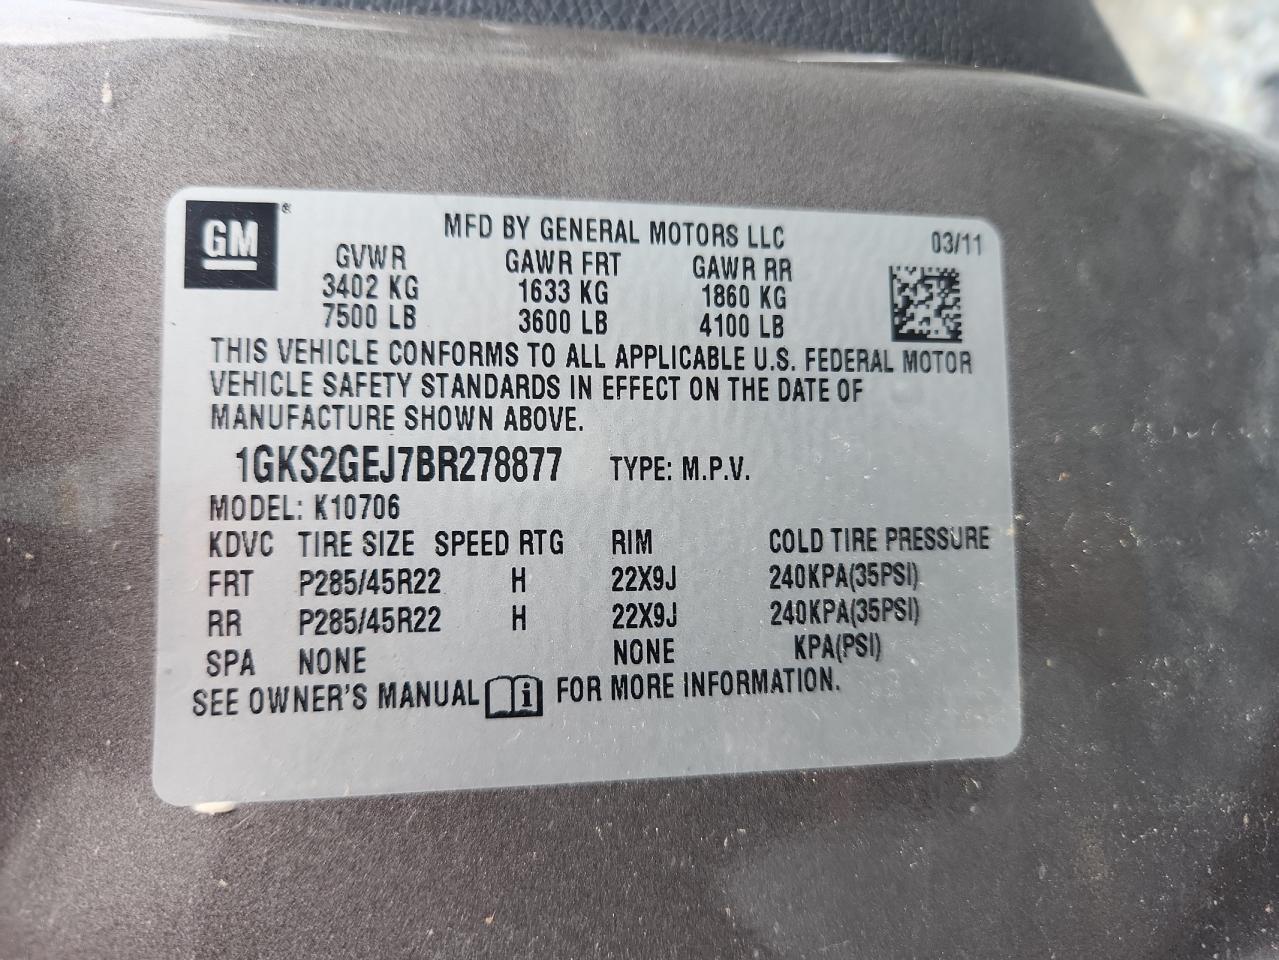 GM®
MFD BY GENERAL MOTORS LLC 03/11
GVWR GAWR FRT GAWR RR
3402 KG 1633 KG 1860 KG
7500 LB 3600 LB 4100 LB
THIS VEHICLE CONFORMS TO ALL APPLICABLE U.S. FEDERAL MOTOR
VEHICLE SAFETY STANDARDS IN EFFECT ON THE DATE OF
MANUFACTURE SHOWN ABOVE.
1GKS2GEJ7BR278877 TYPE: M.P.V.
MODEL: K10706
KDVC TIRE SIZE SPEED RTG RIM COLD TIRE PRESSURE
FRT P285/45R22 H 22X9J 240KPA(35PSI)
RR P285/45R22 H 22X9J 240KPA(35PSI)
SPA NONE NONE KPA(PSI)
SEE OWNER'S MANUAL i FOR MORE INFORMATION.